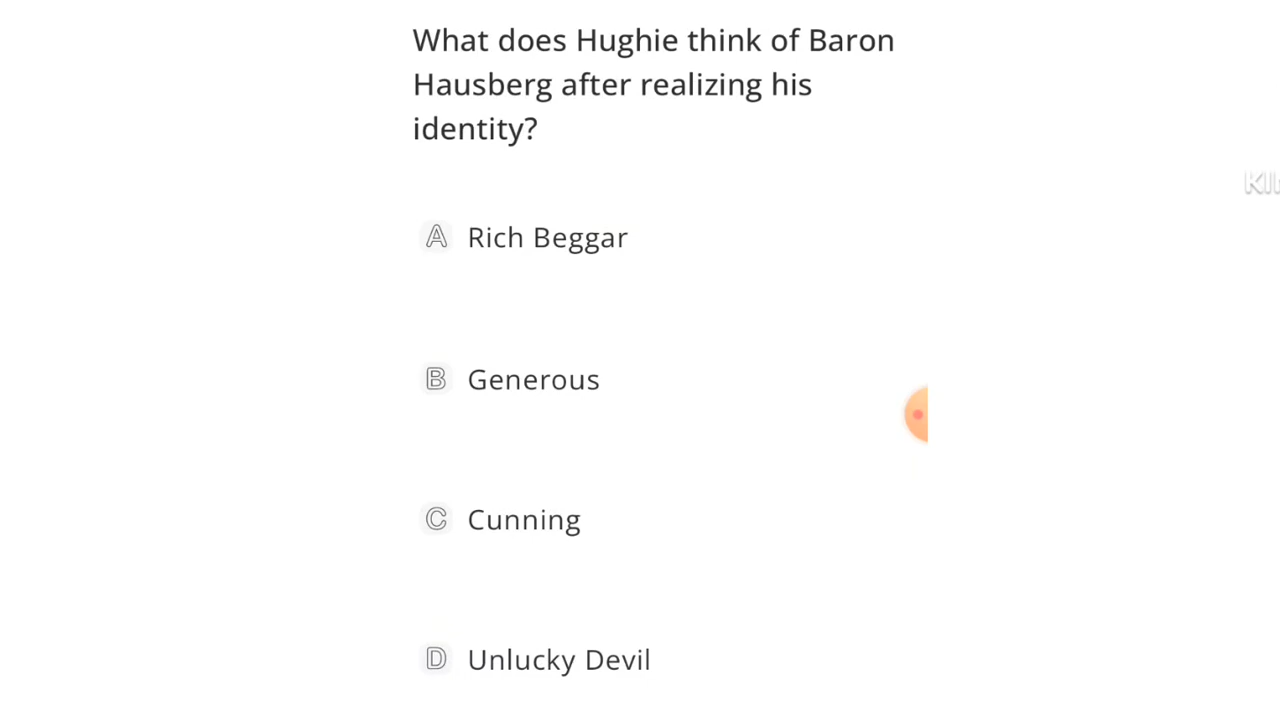 What does Hughie think of Baron
Hausberg after realizing his
identity?
A Rich Beggar
B Generous
C Cunning
D Unlucky Devil